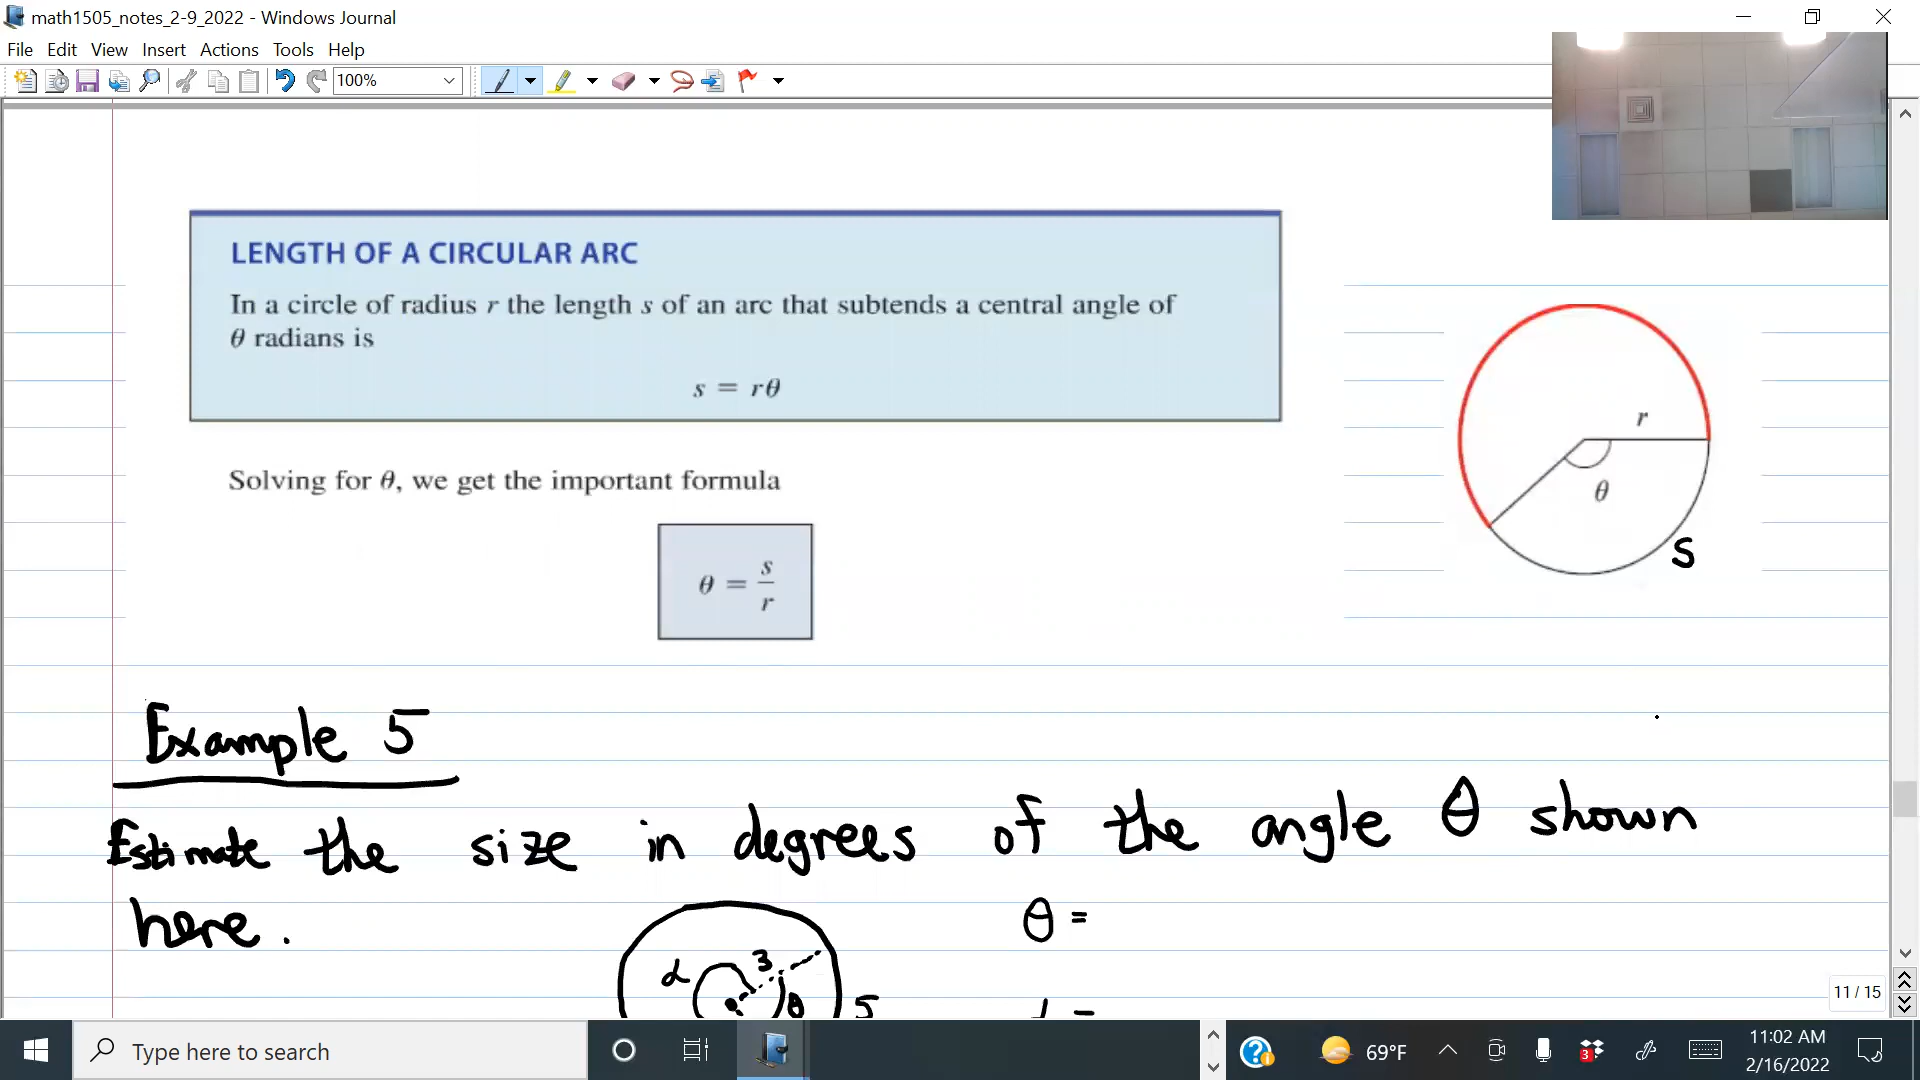 math1505_notes_2-9_2022 - Windows Journal
File Edit View Insert Actions Tools Help
100%
LENGTH OF A CIRCULAR ARC
In a circle of radius r the length s of an arc that subtends a central angle of
θ radians is
s = rθ
r
θ
S
Solving for θ, we get the important formula
θ = s/r
Example 5
Estimate the size in degrees of the angle θ shown
here.
θ =
α 3
θ 5
11 / 15
Type here to search
3
69°F
11:02 AM
2/16/2022